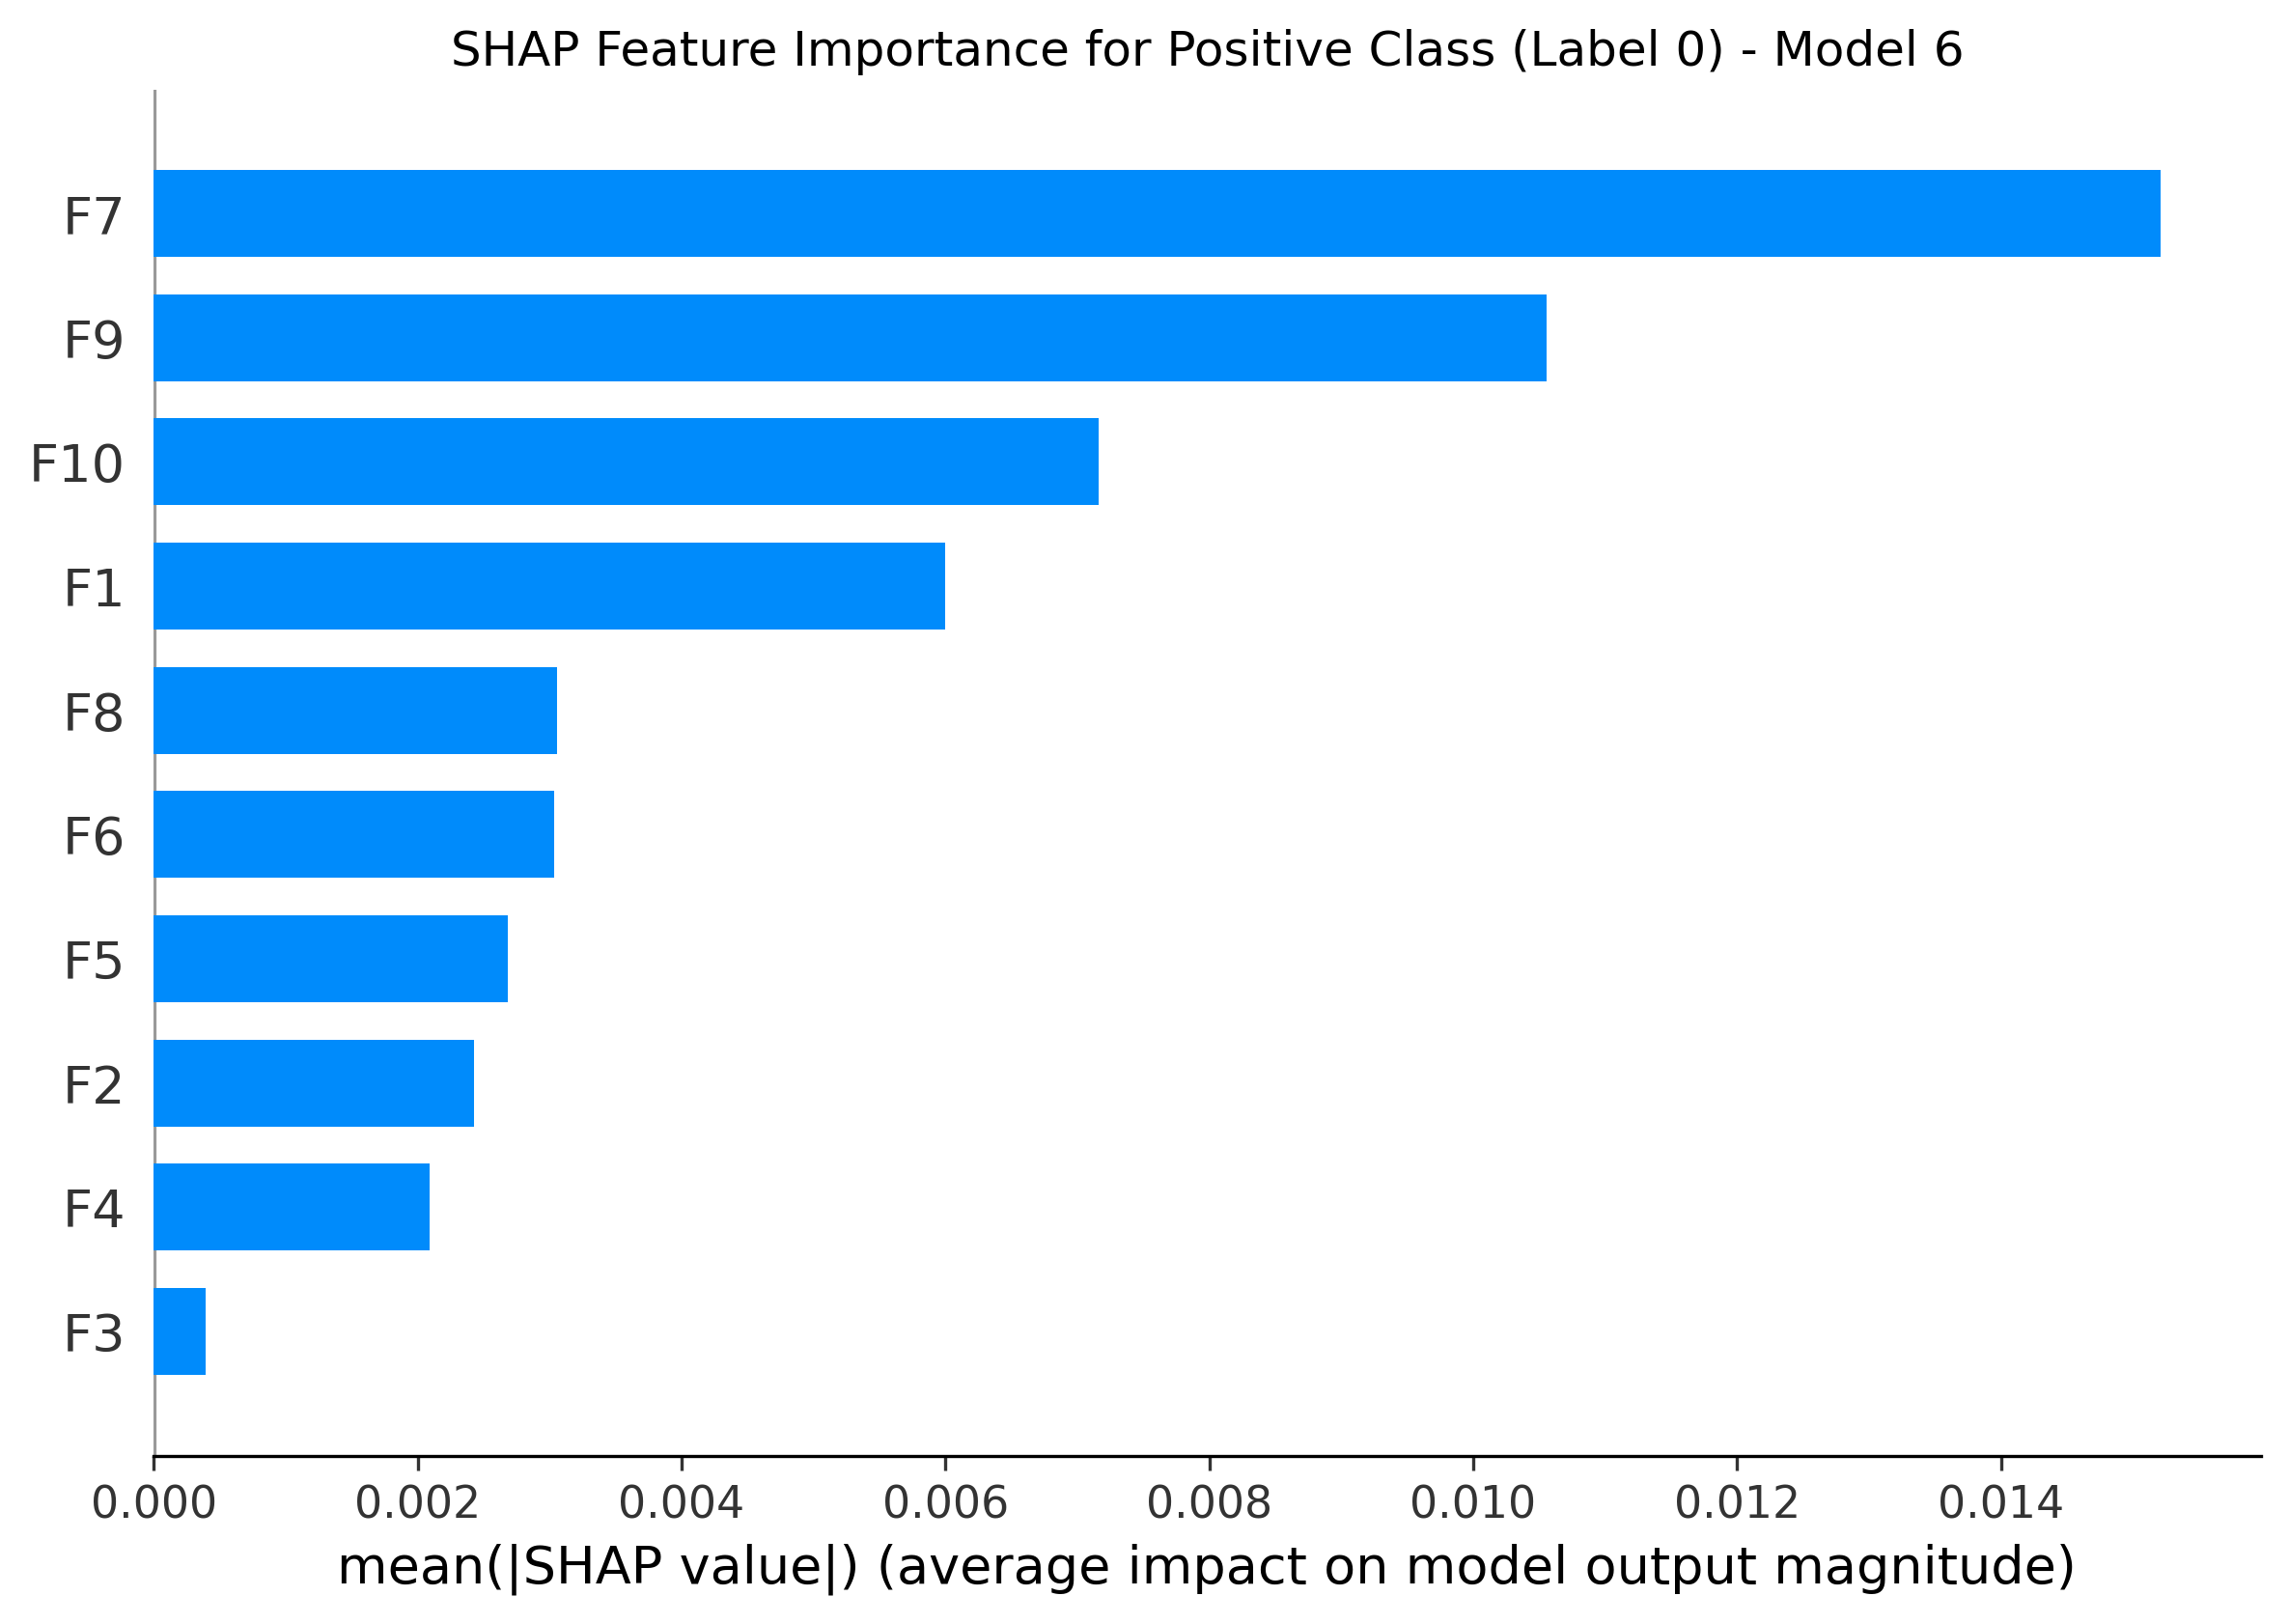 SHAP Feature Importance for Positive Class (Label 0) - Model 6
F7
F9
F10
F1
F8
F6
F5
F2
F4
F3
0.000 0.002 0.004 0.006 0.008 0.010 0.012 0.014
mean(|SHAP value|) (average impact on model output magnitude)